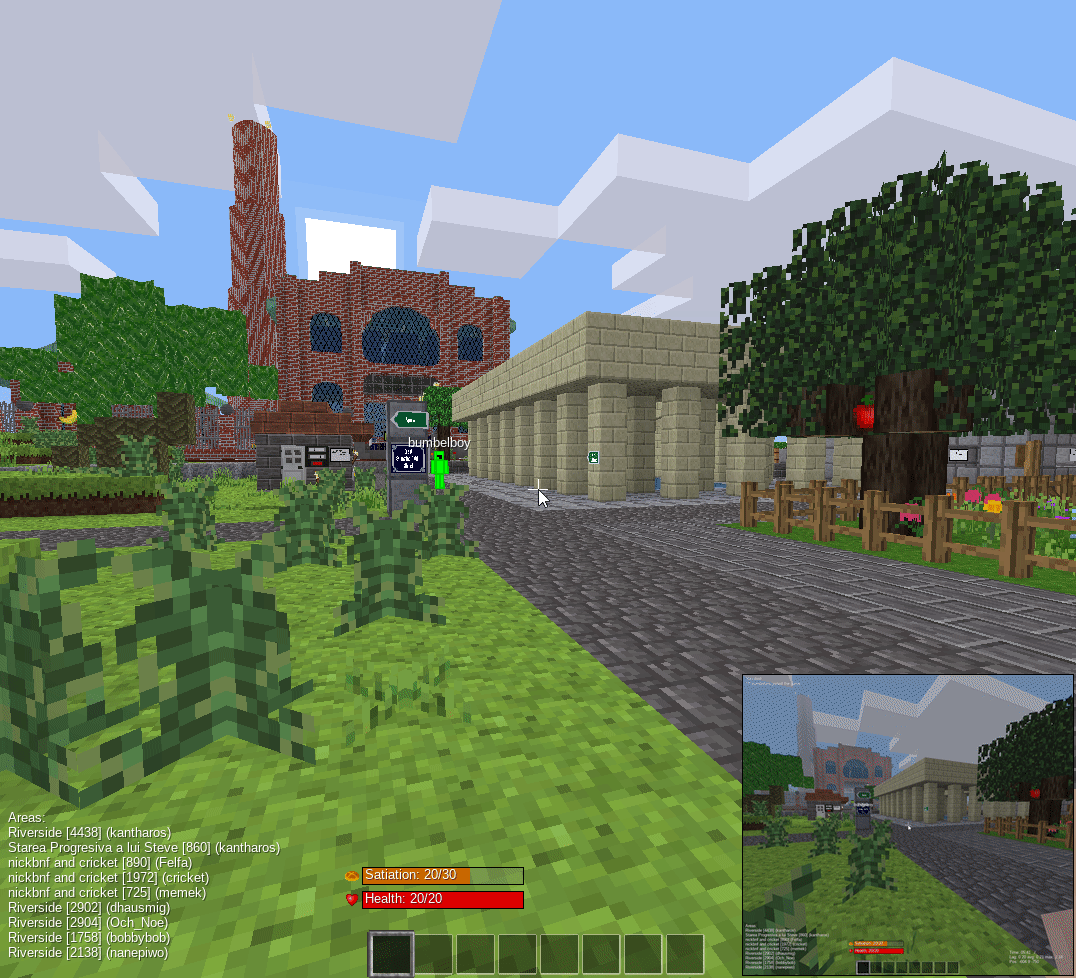 bumbelboy
Areas:
Riverside [4438] (kantharos)
Starea Progresiva a lui Steve [860] (kantharos)
nickbnf and cricket [890] (Felfa)
nickbnf and cricket [1972] (cricket)
nickbnf and cricket [725] (memek)
Riverside [2902] (dhausmig)
Riverside [2904] (Och_Noe)
Riverside [1758] (bobbybob)
Riverside [2138] (nanepiwo)
Satiation: 20/30
Health: 20/20